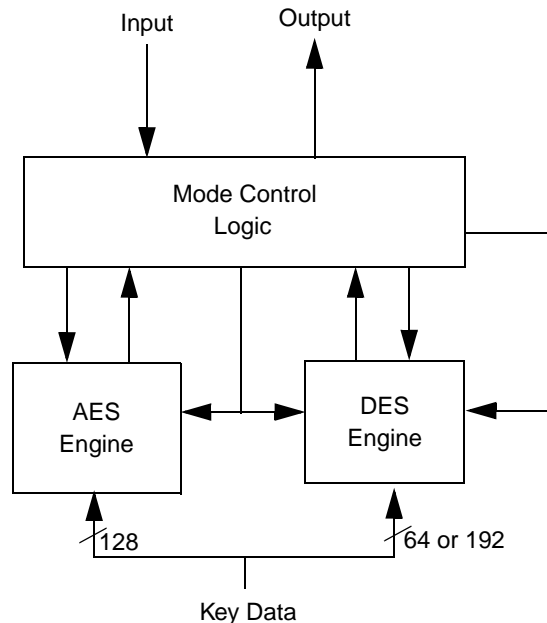 Input
Output
Mode Control
Logic
AES
Engine
DES
Engine
128
64 or 192
Key Data